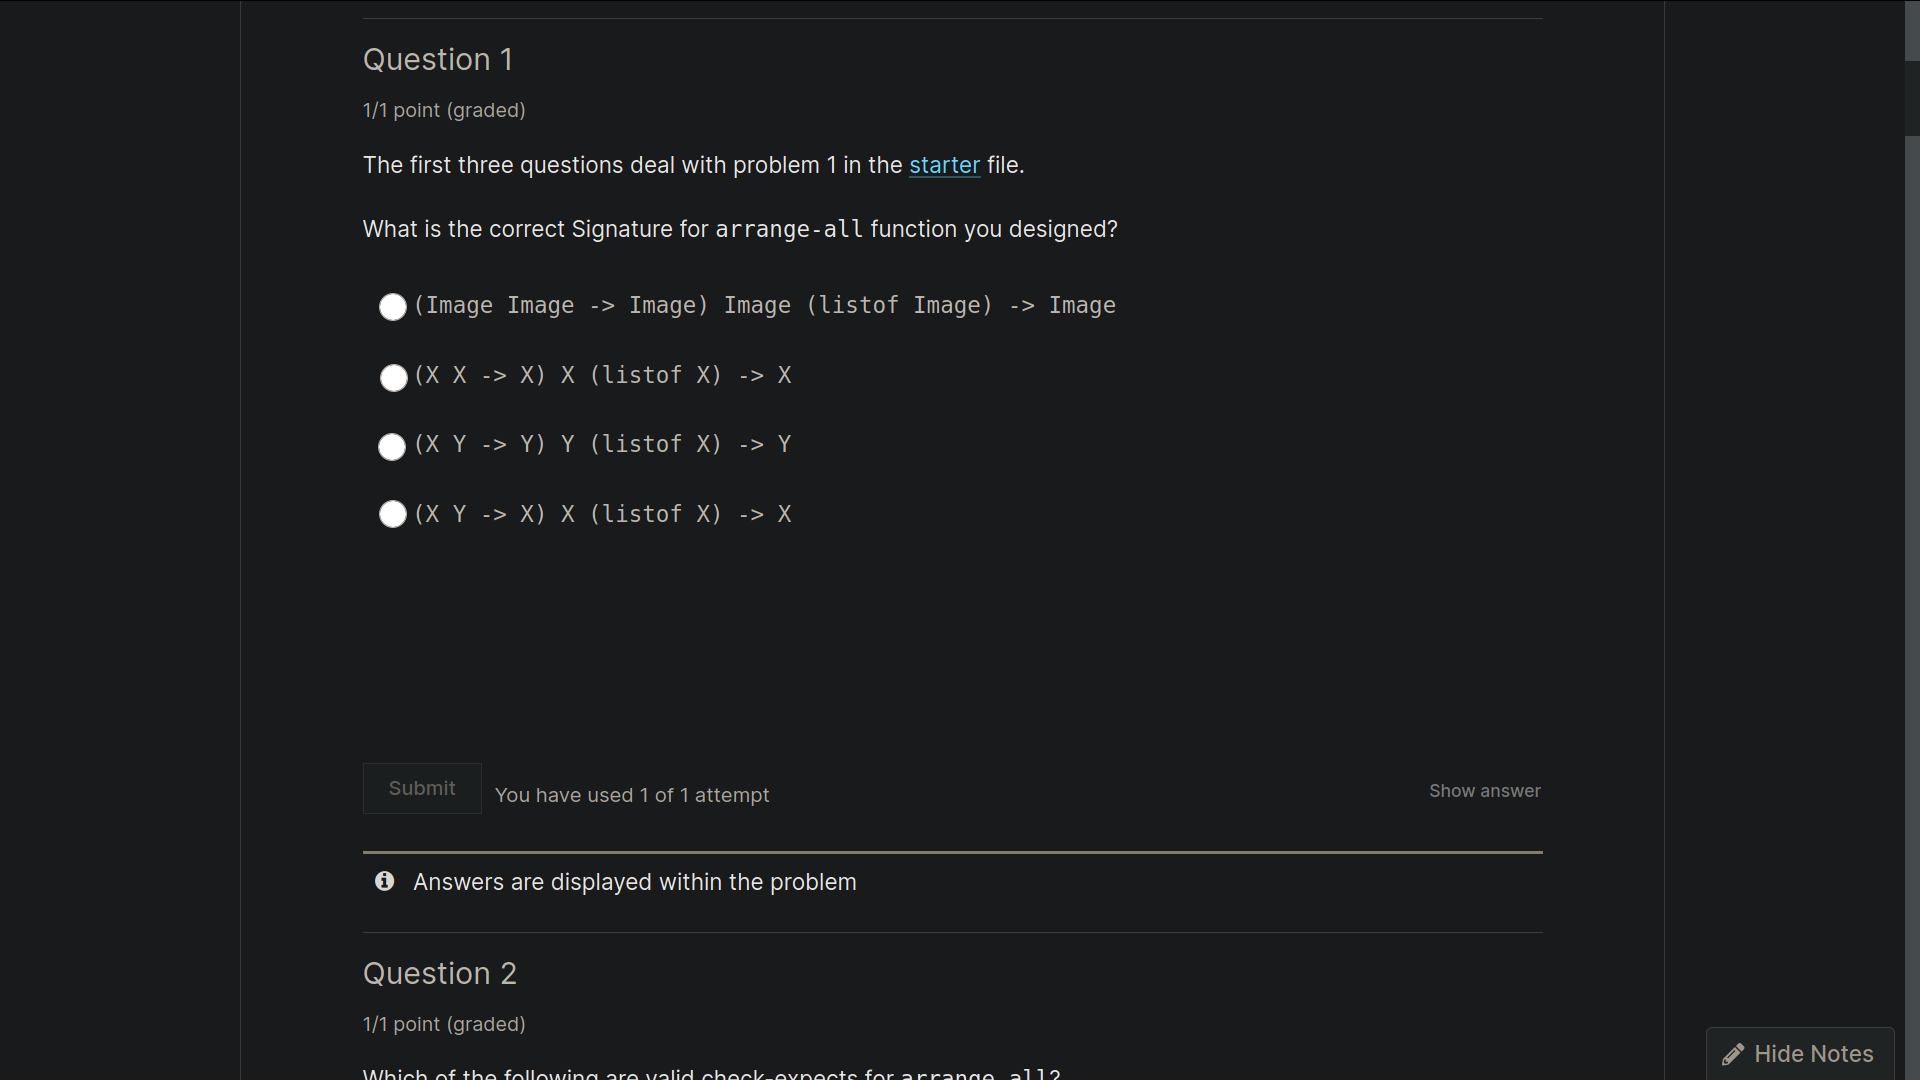 Question 1
1/1 point (graded)
The first three questions deal with problem 1 in the starter file.
What is the correct Signature for arrange-all function you designed?
(Image Image -> Image) Image (listof Image) -> Image
(X X -> X) X (listof X) -> X
(X Y -> Y) Y (listof X) -> Y
(X Y -> X) X (listof X) -> X
Submit
You have used 1 of 1 attempt
Show answer
Answers are displayed within the problem
Question 2
1/1 point (graded)
Which of the following are valid check-expects for arrange-all?
Hide Notes